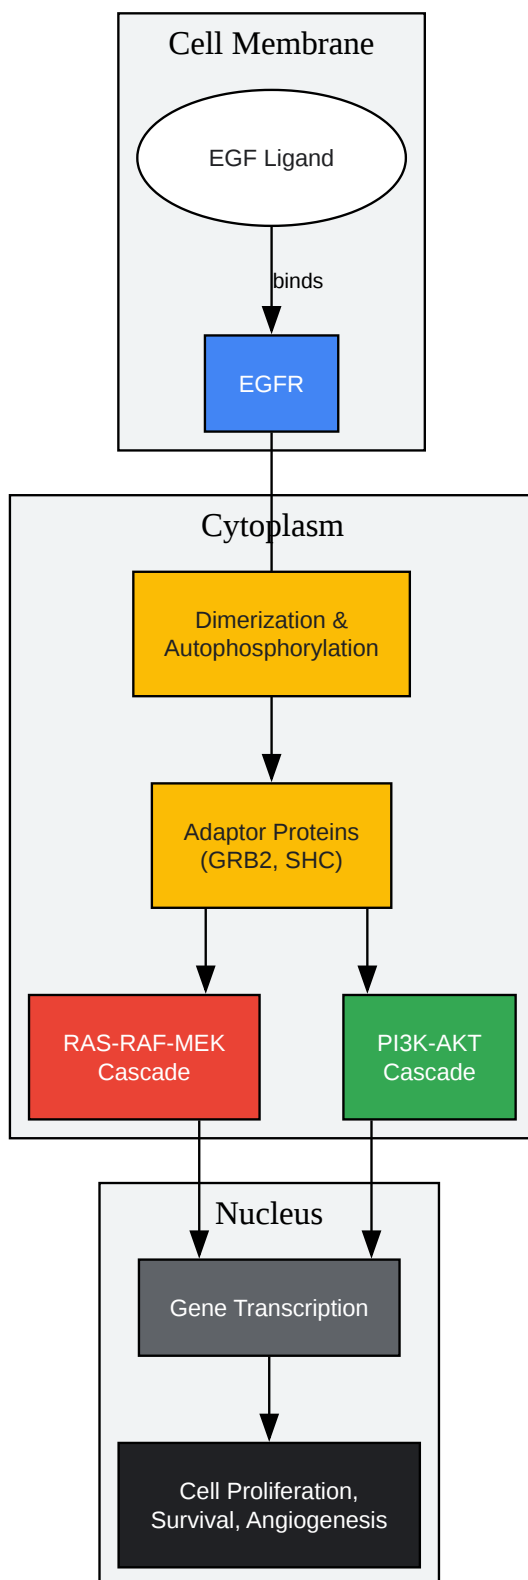 Cell Membrane
EGF Ligand
binds
EGFR
Cytoplasm
Dimerization &
Autophosphorylation
Adaptor Proteins
(GRB2, SHC)
RAS-RAF-MEK
Cascade
PI3K-AKT
Cascade
Nucleus
Gene Transcription
Cell Proliferation,
Survival, Angiogenesis